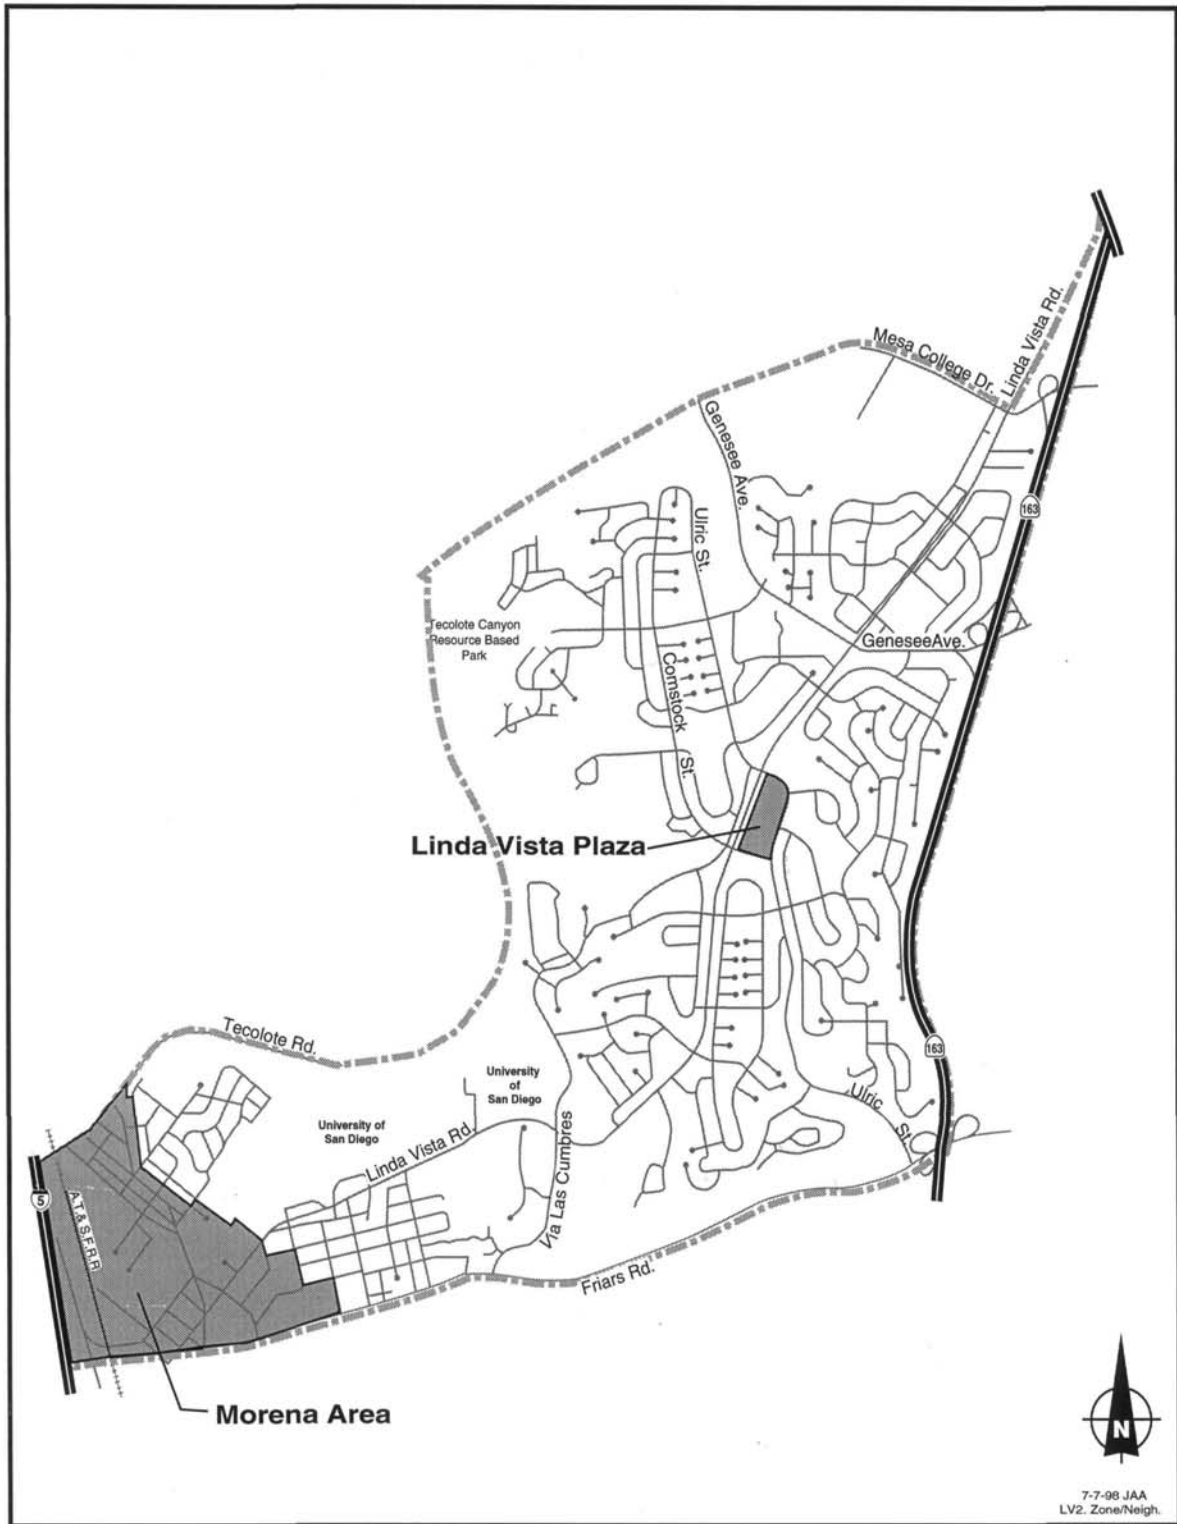 Linda Vista Rd.
Mesa College Dr.
Genesee Ave.
Ulric St.
163
Tecolote Canyon
Resource Based
Park
GeneseeAve.
Comstock
St.
Linda Vista Plaza
Tecolote Rd.
163
University
of
San Diego
Ulric
St.
University of
San Diego
Linda Vista Rd.
Via Las Cumbres
5
A.T.& S.F.R.R
Friars Rd.
Morena Area
N
7-7-98 JAA
LV2. Zone/Neigh.